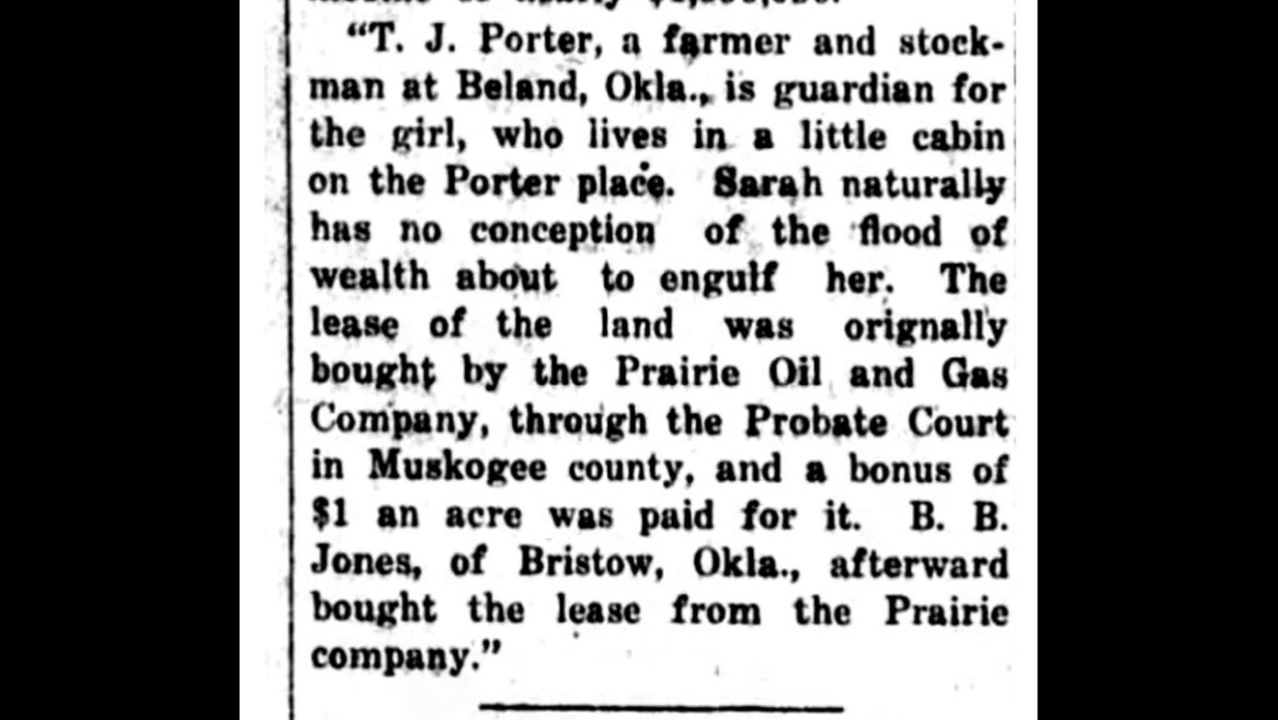 "T. J. Porter, a farmer and stock-
man at Beland, Okla., is guardian for
the girl, who lives in a little cabin
on the Porter place. Sarah naturally
has no conception of the flood of
wealth about to engulf her. The
lease of the land was orignally
bought by the Prairie Oil and Gas
Company, through the Probate Court
in Muskogee county, and a bonus of
$1 an acre was paid for it. B. B.
Jones, of Bristow, Okla., afterward
bought the lease from the Prairie
company."